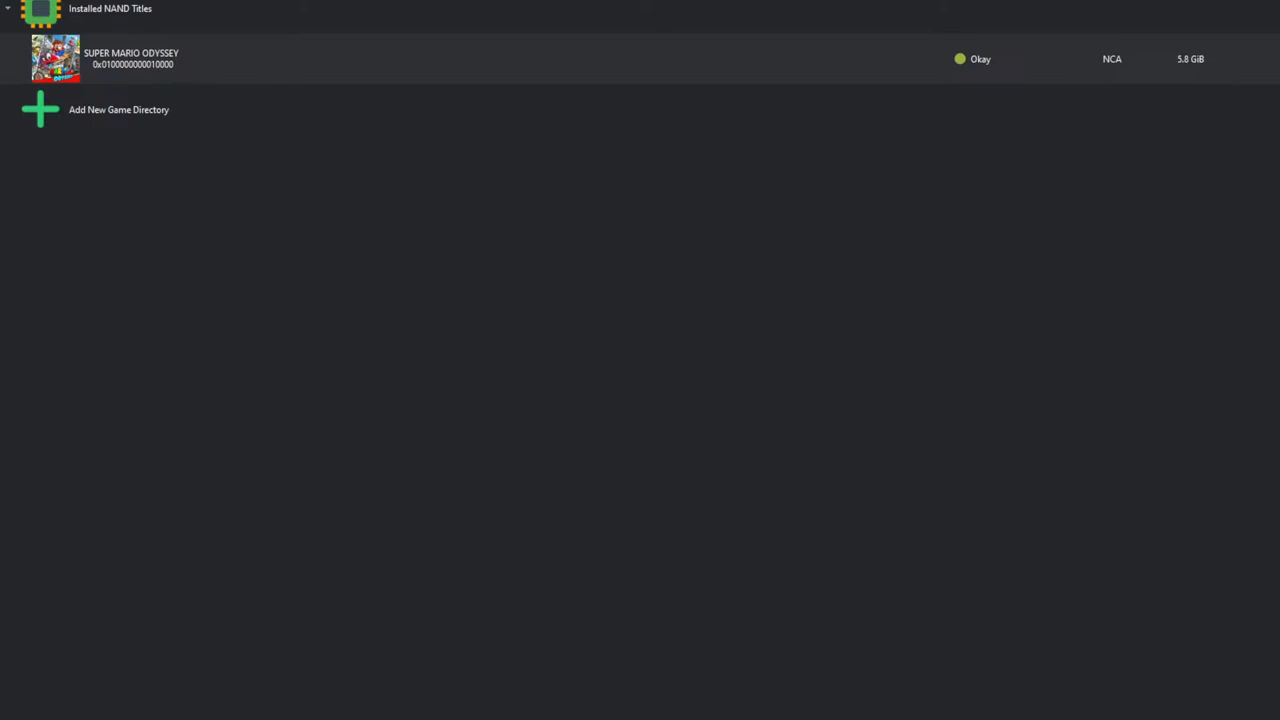 Installed NAND Titles
SUPER MARIO ODYSSEY
0x0100000000010000
Okay
NCA
5.8 GiB
Add New Game Directory